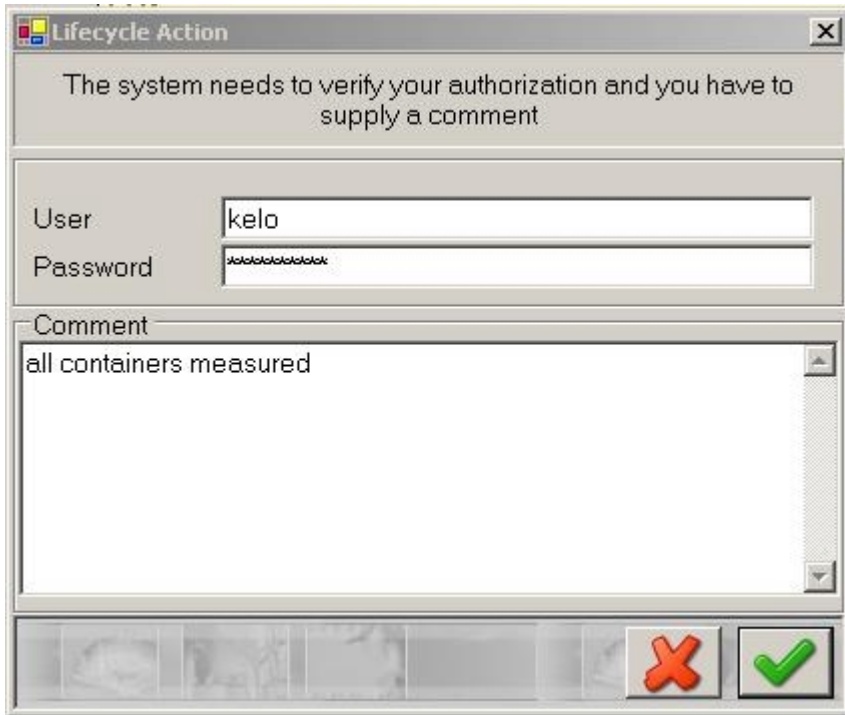 Lifecycle Action
The system needs to verify your authorization and you have to
supply a comment
User
kelo
Password
***********
Comment
all containers measured